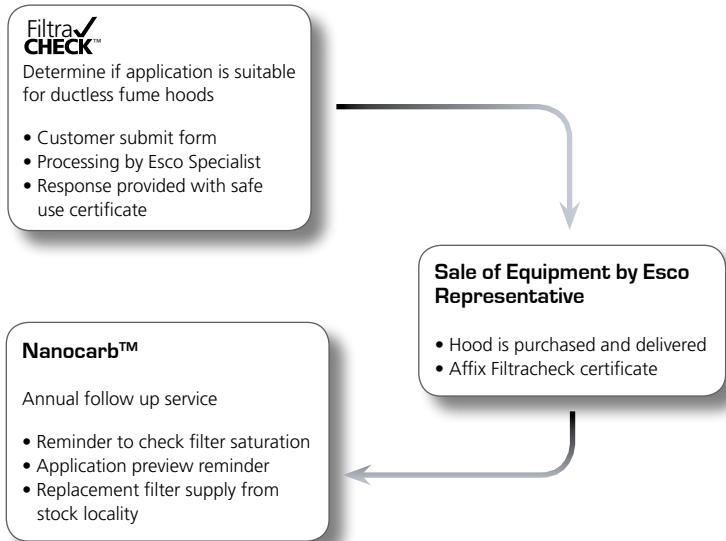 Filtra
CHECK™
Determine if application is suitable
for ductless fume hoods
• Customer submit form
• Processing by Esco Specialist
• Response provided with safe
use certificate
Sale of Equipment by Esco
Representative
• Hood is purchased and delivered
• Affix Filtracheck certificate
Nanocarb™
Annual follow up service
• Reminder to check filter saturation
• Application preview reminder
• Replacement filter supply from
stock locality